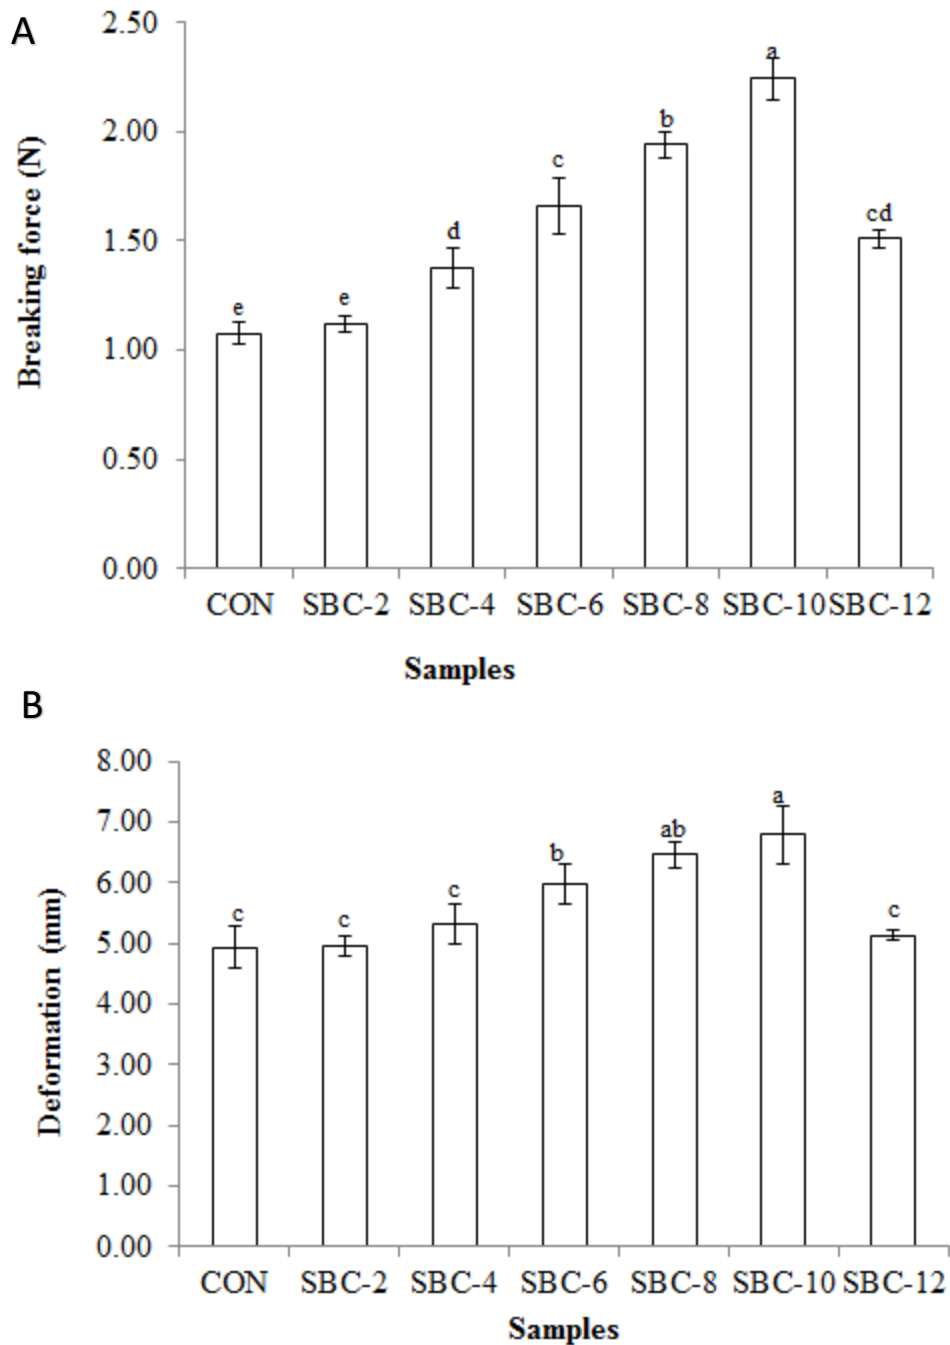 A
2.50
2.00
1.50
1.00
0.50
0.00
Breaking force (N)
e
e
d
c
b
a
cd
CON SBC-2 SBC-4 SBC-6 SBC-8 SBC-10 SBC-12
Samples
B
8.00
7.00
6.00
5.00
4.00
3.00
2.00
1.00
0.00
Deformation (mm)
c
c
c
b
ab
a
c
CON SBC-2 SBC-4 SBC-6 SBC-8 SBC-10 SBC-12
Samples